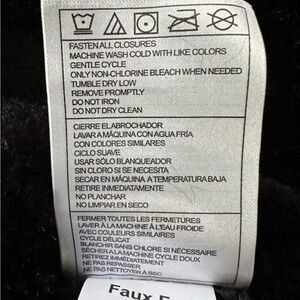 FASTEN ALL CLOSURES
MACHINE WASH COLD WITH LIKE COLORS
GENTLE CYCLE
ONLY NON-CHLORINE BLEACH WHEN NEEDED
TUMBLE DRY LOW
REMOVE PROMPTLY
DO NOT IRON
DO NOT DRY CLEAN
CIERRE EL ABROCHADOR
LAVAR A MÁQUINA CON AGUA FRÍA
CON COLORES SIMILARES
CICLO SUAVE
USAR SÓLO BLANQUEADOR
SIN CLORO SI SE NECESITA
SECAR EN MÁQUINA A TEMPERATURA BAJA
RETIRE INMEDIATAMENTE
NO PLANCHAR
NO LIMPIAR EN SECO
FERMER TOUTES LES FERMETURES
LAVER À LA MACHINE À L'EAU FROIDE
AVEC COULEURS SIMILAIRES
CYCLE DÉLICAT
BLANCHIR SANS CHLORE SI NÉCESSAIRE
SÉCHER À LA MACHINE CYCLE DOUX
RETIREZ IMMÉDIATEMENT
NE PAS REPASSER
NE PAS NETTOYER À SEC
Faux